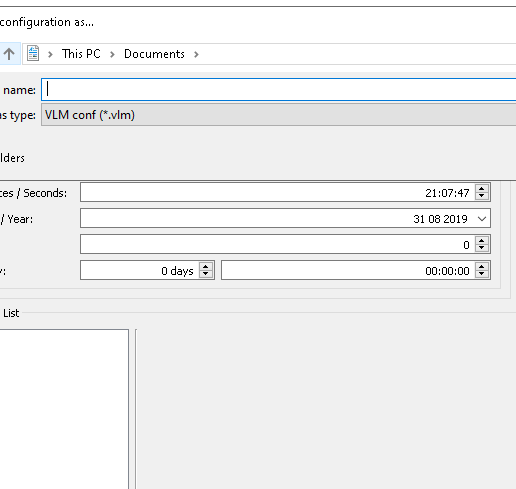 configuration as...
This PC > Documents >
name:
s type: VLM conf (*.vlm)
lders
tes / Seconds: 21:07:47
/ Year: 31 08 2019
0
y: 0 days 00:00:00
List